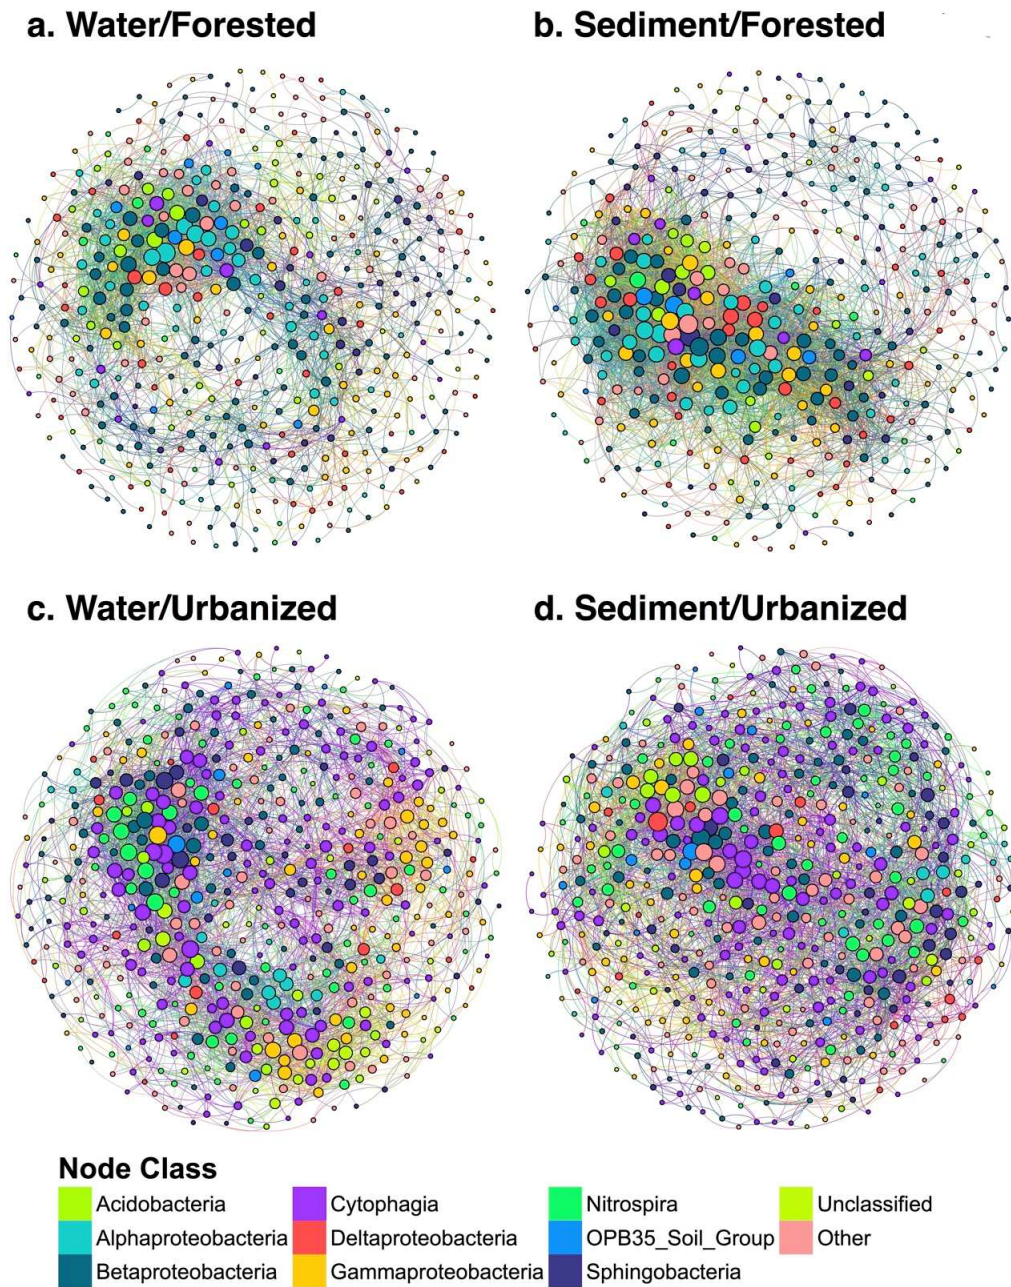 a. Water/Forested
b. Sediment/Forested
c. Water/Urbanized
d. Sediment/Urbanized
Node Class
Acidobacteria
Cytophagia
Nitrospira
Unclassified
Alphaproteobacteria
Deltaproteobacteria
OPB35_Soil_Group
Other
Betaproteobacteria
Gammaproteobacteria
Sphingobacteria